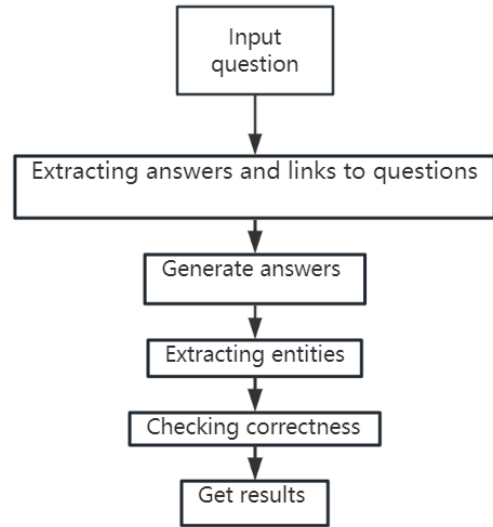 Input
question
Extracting answers and links to questions
Generate answers
Extracting entities
Checking correctness
Get results